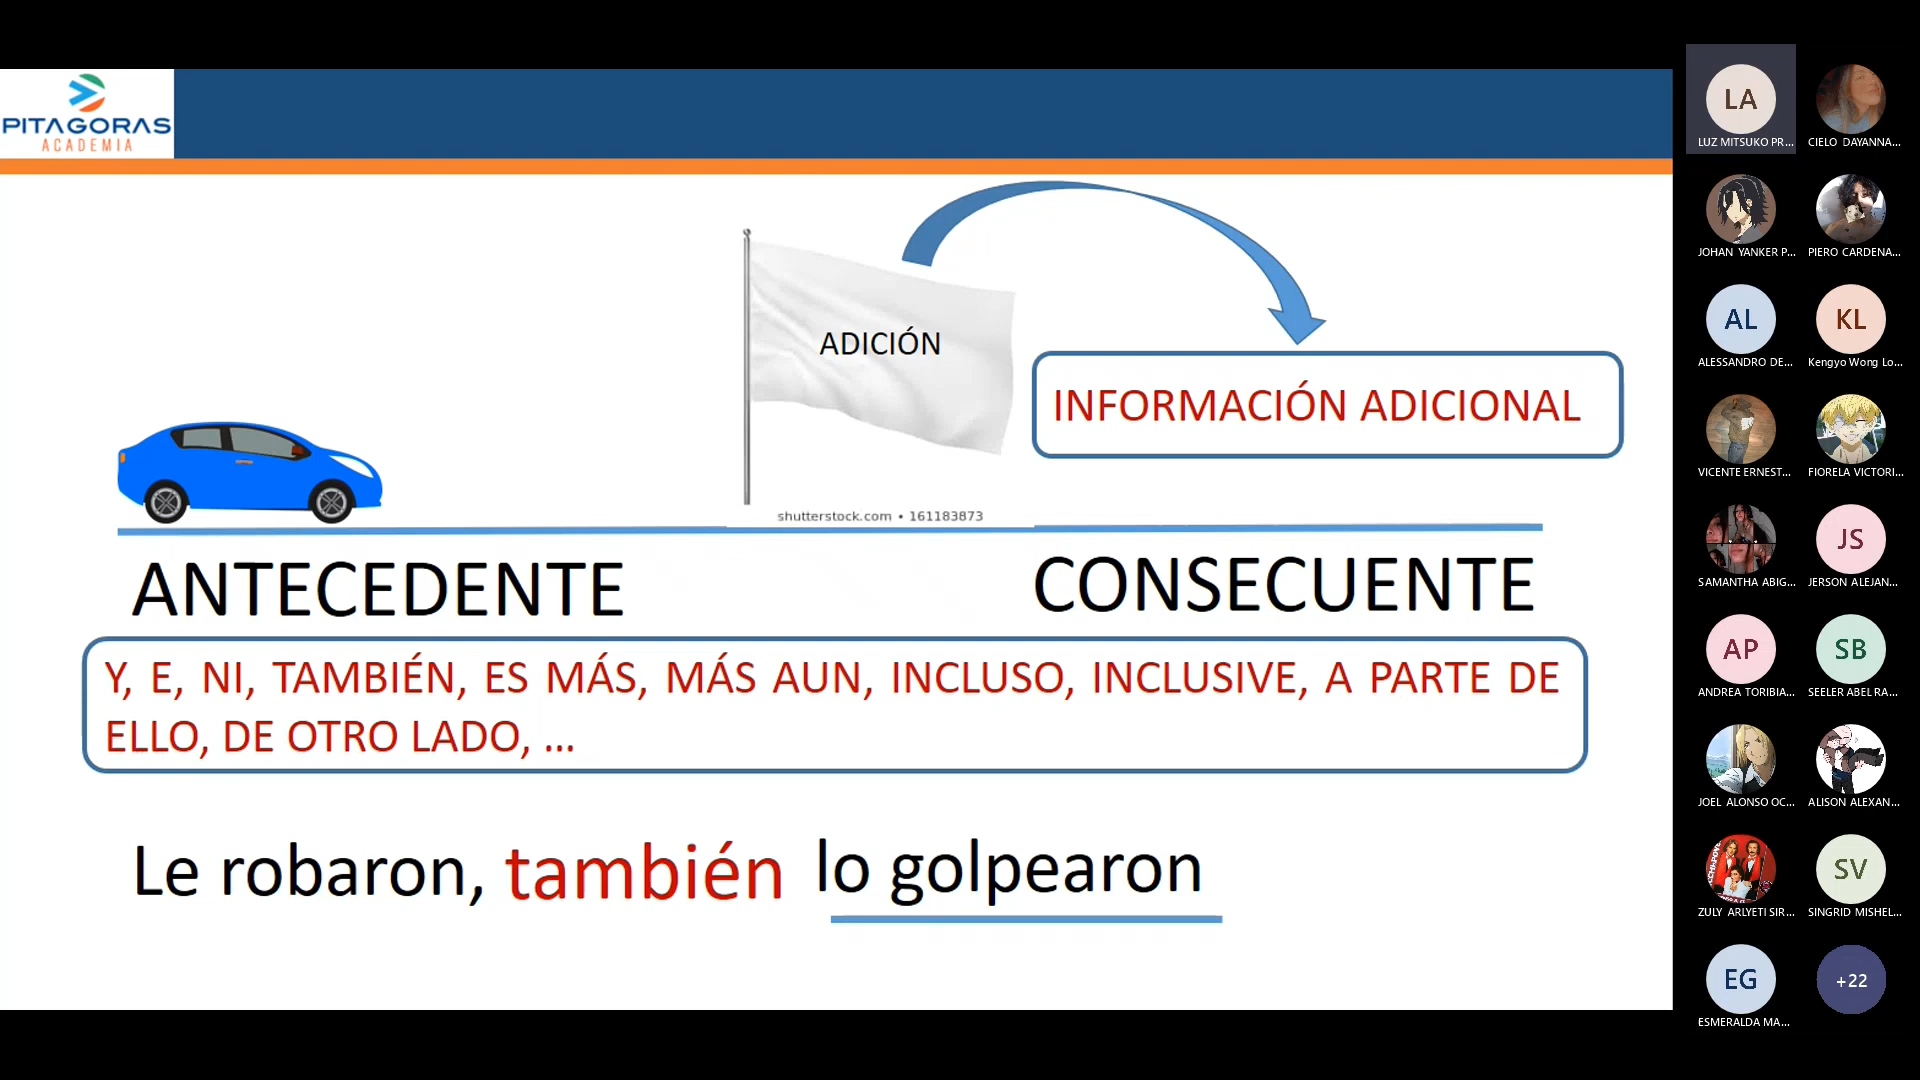 PITAGORAS
ACADEMIA
ADICIÓN
INFORMACIÓN ADICIONAL
shutterstock.com • 161183873
ANTECEDENTE
CONSECUENTE
Y, E, NI, TAMBIÉN, ES MÁS, MÁS AUN, INCLUSO, INCLUSIVE, A PARTE DE
ELLO, DE OTRO LADO, ...
Le robaron, también lo golpearon
LA
LUZ MITSUKO PR...
CIELO DAYANNA...
JOHAN YANKER P...
PIERO CARDENA...
AL
ALESSANDRO DE...
KL
Kengyo Wong Lo...
VICENTE ERNEST...
FIORELA VICTORI...
SAMANTHA ABIG...
JS
JERSON ALEJAN...
AP
ANDREA TORIBIA...
SB
SEELER ABEL RA...
JOEL ALONSO OC...
ALISON ALEXAN...
ZULY ARLYETI SIR...
SV
SINGRID MISHEL...
EG
ESMERALDA MA...
+22